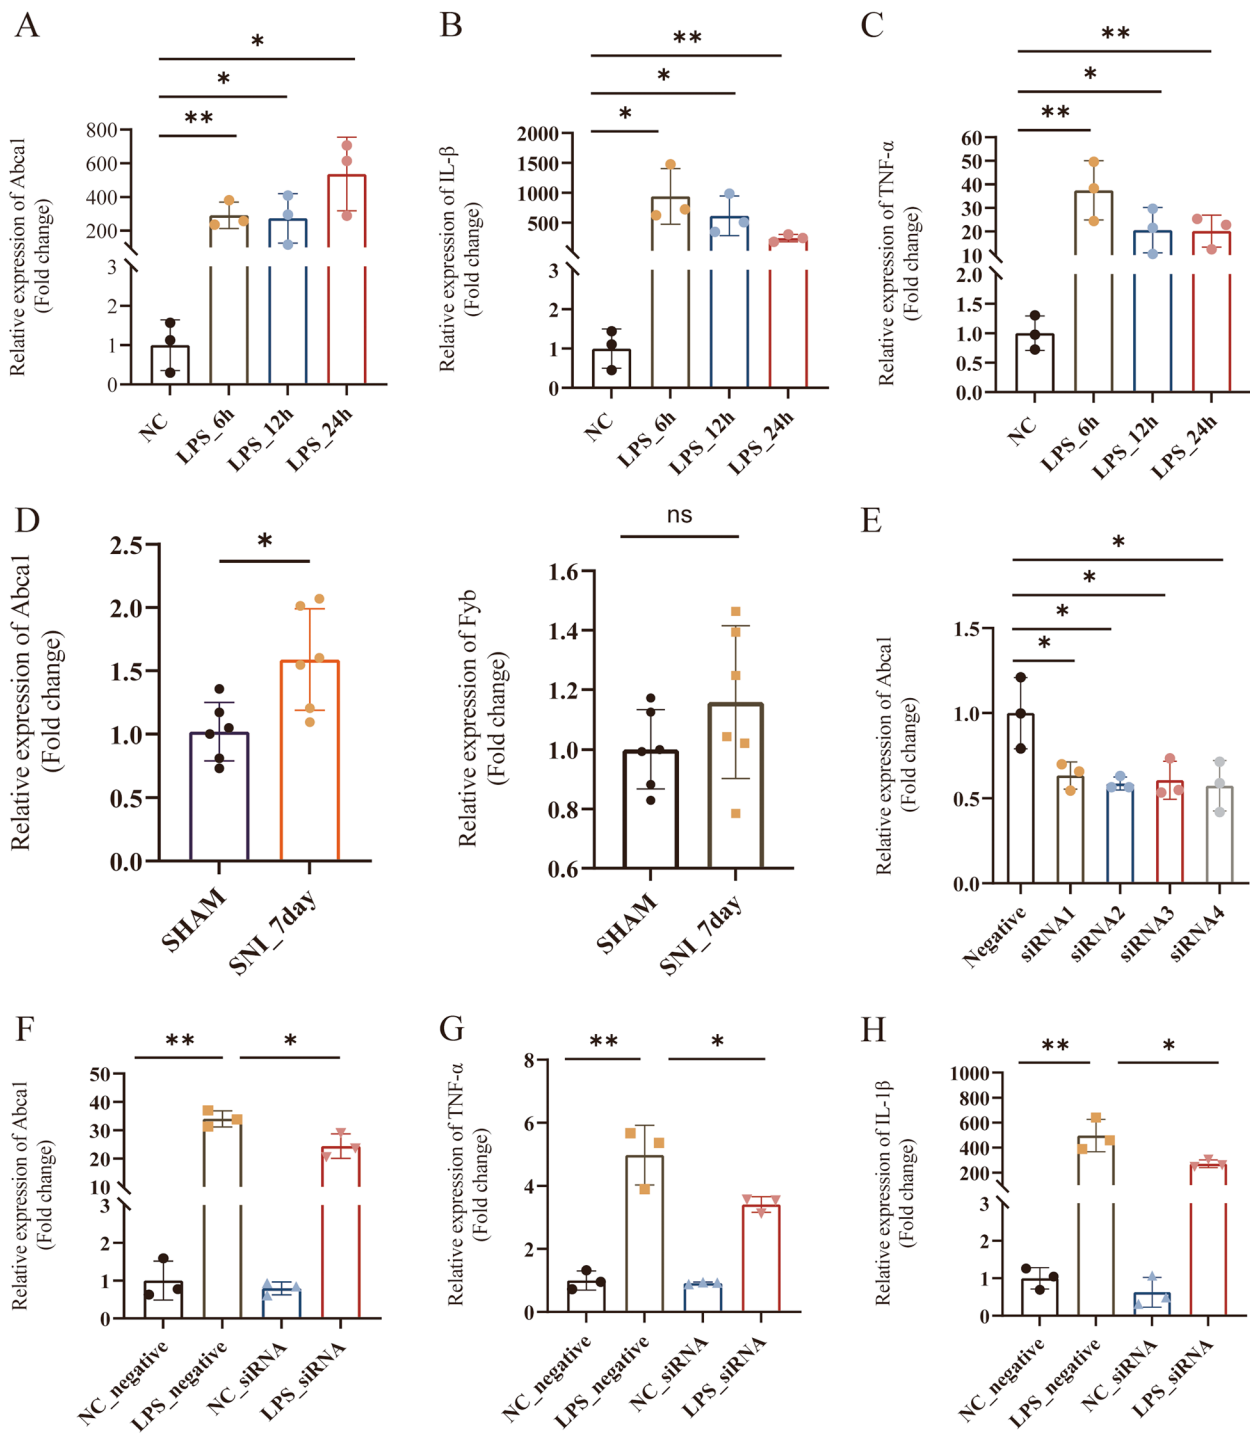 A
*
*
**
Relative expression of Abcal
(Fold change)
800
600
400
200
3
2
1
0
NC
LPS_6h
LPS_12h
LPS_24h
B
**
*
*
Relative expression of IL-β
(Fold change)
2000
1500
1000
500
3
2
1
0
NC
LPS_6h
LPS_12h
LPS_24h
C
**
*
**
Relative expression of TNF-α
(Fold change)
60
50
40
30
20
10
2.0
1.5
1.0
0.5
0.0
NC
LPS_6h
LPS_12h
LPS_24h
D
*
Relative expression of Abcal
(Fold change)
2.5
2.0
1.5
1.0
0.5
0.0
SHAM
SNI_7day
ns
Relative expression of Fyb
(Fold change)
1.6
1.4
1.2
1.0
0.8
0.6
SHAM
SNI_7day
E
*
*
*
*
Relative expression of Abcal
(Fold change)
1.5
1.0
0.5
0.0
Negative
siRNA1
siRNA2
siRNA3
siRNA4
F
**
*
Relative expression of Abcal
(Fold change)
50
40
30
20
10
3
2
1
0
NC_negative
LPS_negative
NC_siRNA
LPS_siRNA
G
**
*
Relative expression of TNF-α
(Fold change)
8
6
4
2
0
NC_negative
LPS_negative
NC_siRNA
LPS_siRNA
H
**
*
Relative expression of IL-1β
(Fold change)
1000
800
600
400
200
3
2
1
0
NC_negative
LPS_negative
NC_siRNA
LPS_siRNA